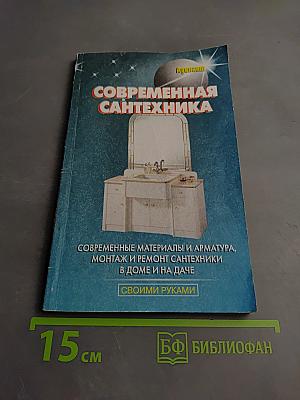 СОВРЕМЕННАЯ
САНТЕХНИКА
СОВРЕМЕННЫЕ МАТЕРИАЛЫ И АРМАТУРА,
МОНТАЖ И РЕМОНТ САНТЕХНИКИ
В ДОМЕ И НА ДАЧЕ
СВОИМИ РУКАМИ
15 см
БФ БИБЛИОФАН